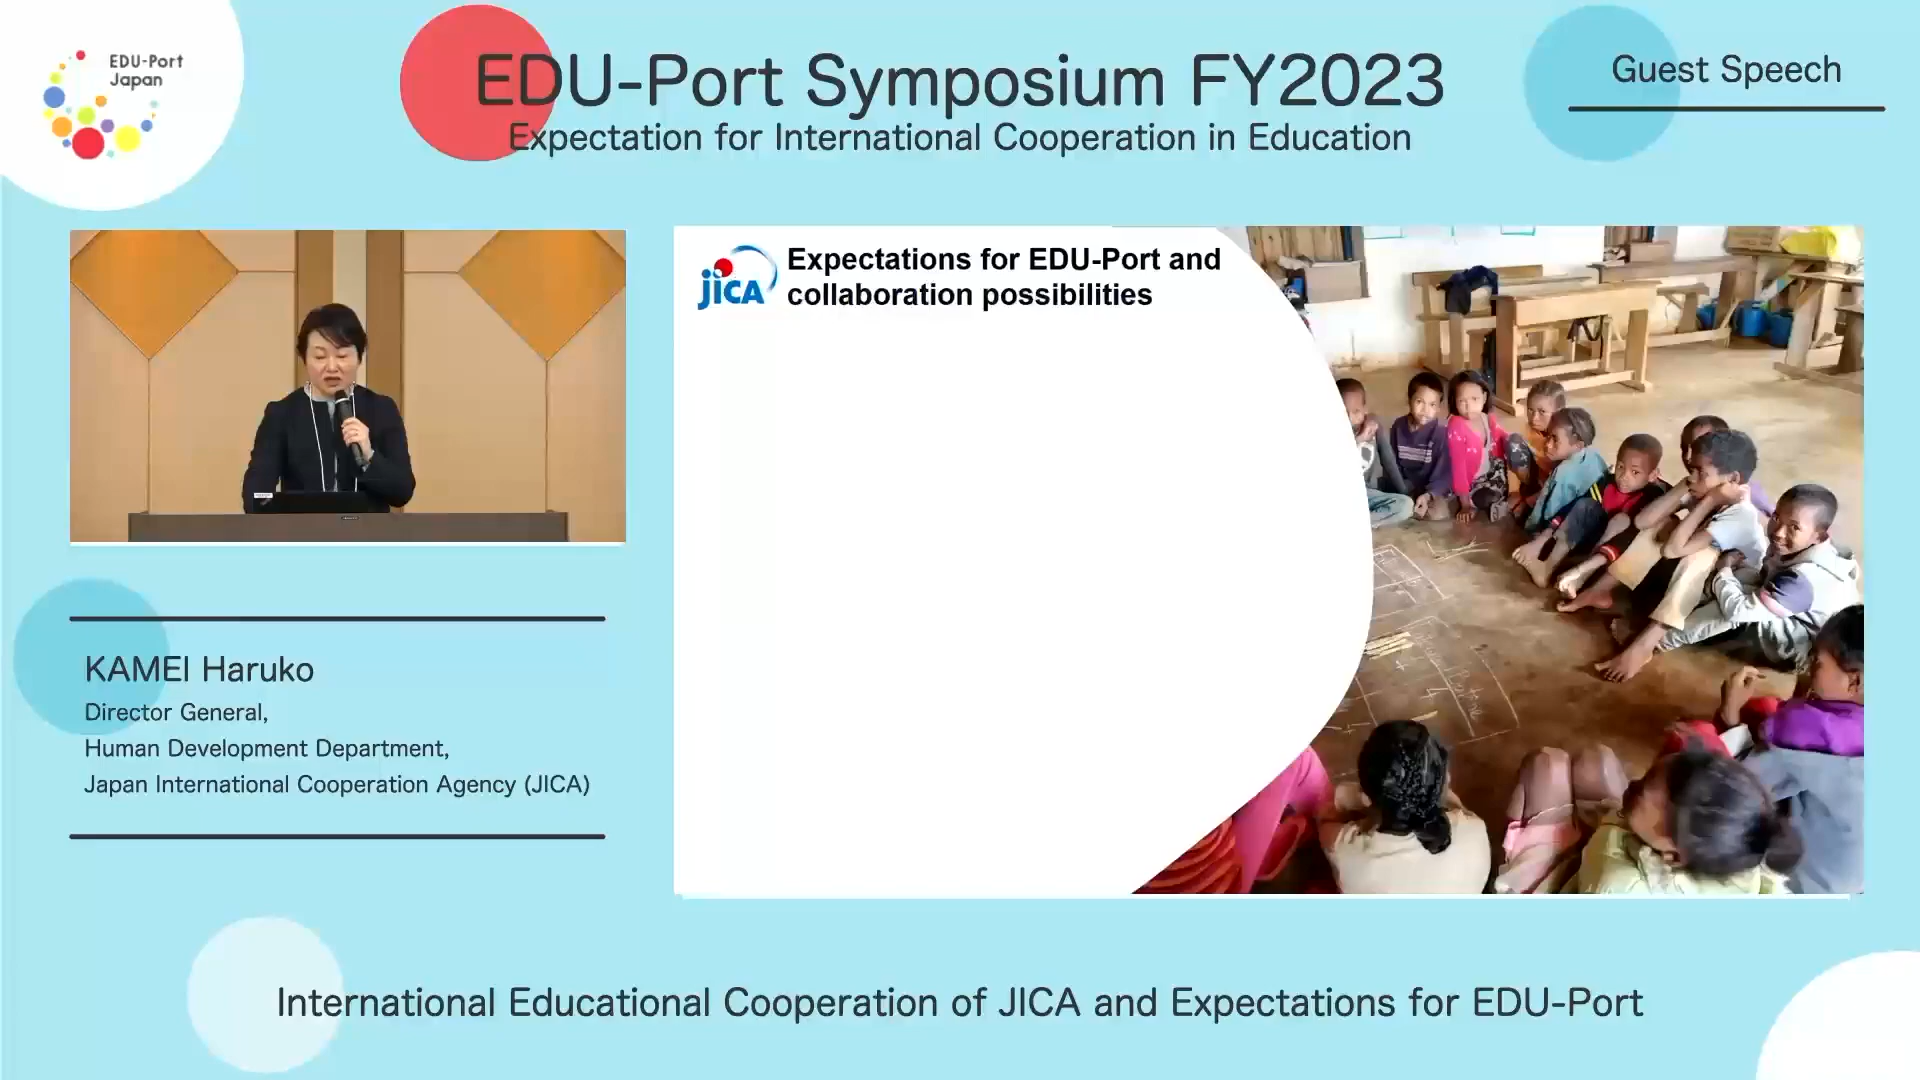 EDU-Port
Japan
EDU-Port Symposium FY2023
Expectation for International Cooperation in Education
Guest Speech
JICA
Expectations for EDU-Port and
collaboration possibilities
KAMEI Haruko
Director General,
Human Development Department,
Japan International Cooperation Agency (JICA)
International Educational Cooperation of JICA and Expectations for EDU-Port